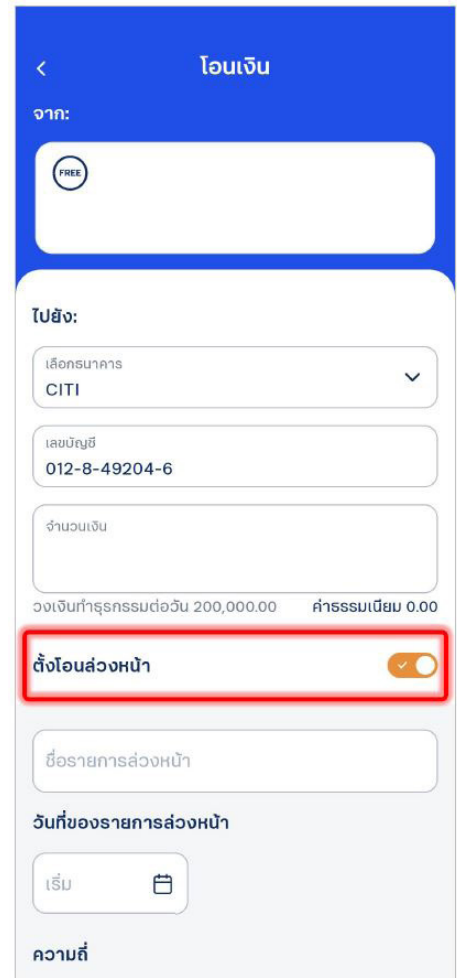 โอนเงิน
จาก:
FREE
ไปยัง:
เลือกธนาคาร
CITI
เลขบัญชี
012-8-49204-6
จำนวนเงิน
วงเงินทำธุรกรรมต่อวัน 200,000.00 ค่าธรรมเนียม 0.00
ตั้งโอนล่วงหน้า
ชื่อรายการล่วงหน้า
วันที่ของรายการล่วงหน้า
เริ่ม
ความถี่